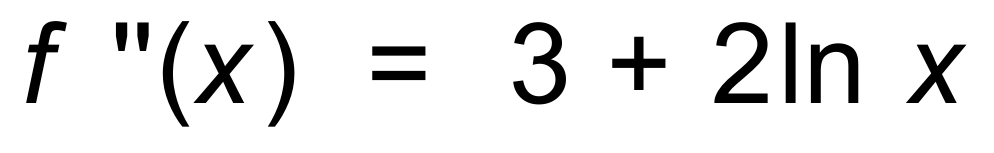 f "(x) = 3 + 2ln x